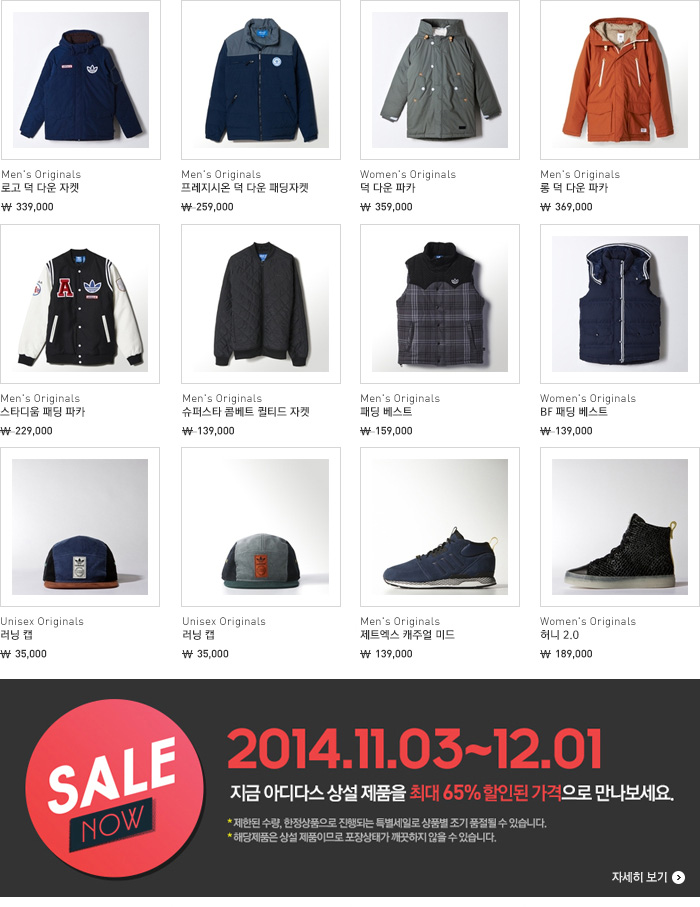 Men's Originals
로고 덕 다운 자켓
₩ 339,000
Men's Originals
프레지시온 덕 다운 패딩자켓
₩ 259,000
Women's Originals
덕 다운 파카
₩ 359,000
Men's Originals
롱 덕 다운 파카
₩ 369,000
A
Men's Originals
스타디움 패딩 파카
₩ 229,000
Men's Originals
슈퍼스타 콤베트 퀼티드 자켓
₩ 139,000
Men's Originals
패딩 베스트
₩ 159,000
Women's Originals
BF 패딩 베스트
₩ 139,000
Unisex Originals
러닝 캡
₩ 35,000
Unisex Originals
러닝 캡
₩ 35,000
Men's Originals
제트엑스 캐주얼 미드
₩ 139,000
Women's Originals
허니 2.0
₩ 189,000
SALE
NOW
2014.11.03~12.01
지금 아디다스 상설 제품을 최대 65% 할인된 가격으로 만나보세요.
* 제한된 수량, 한정상품으로 진행되는 특별세일로 상품별 조기 품절될 수 있습니다.
* 해당제품은 상설 제품이므로 포장상태가 깨끗하지 않을 수 있습니다.
자세히 보기